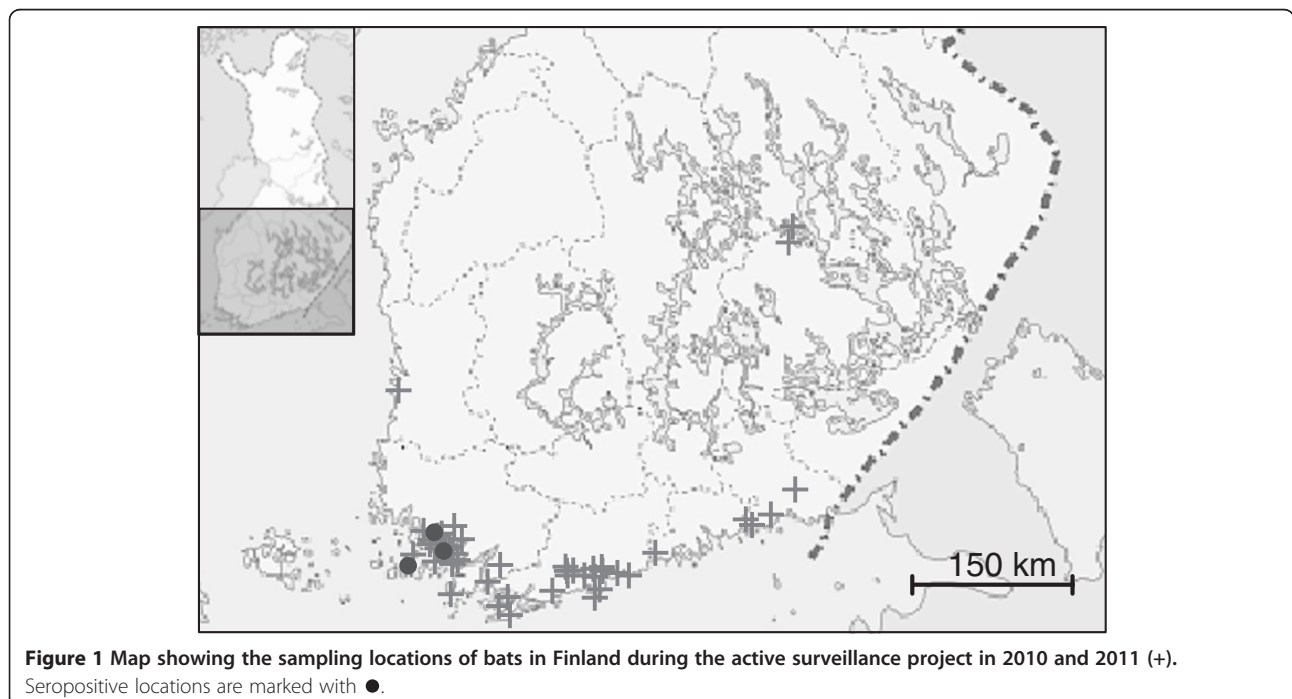 150 km
Figure 1 Map showing the sampling locations of bats in Finland during the active surveillance project in 2010 and 2011 (+).
Seropositive locations are marked with ●.